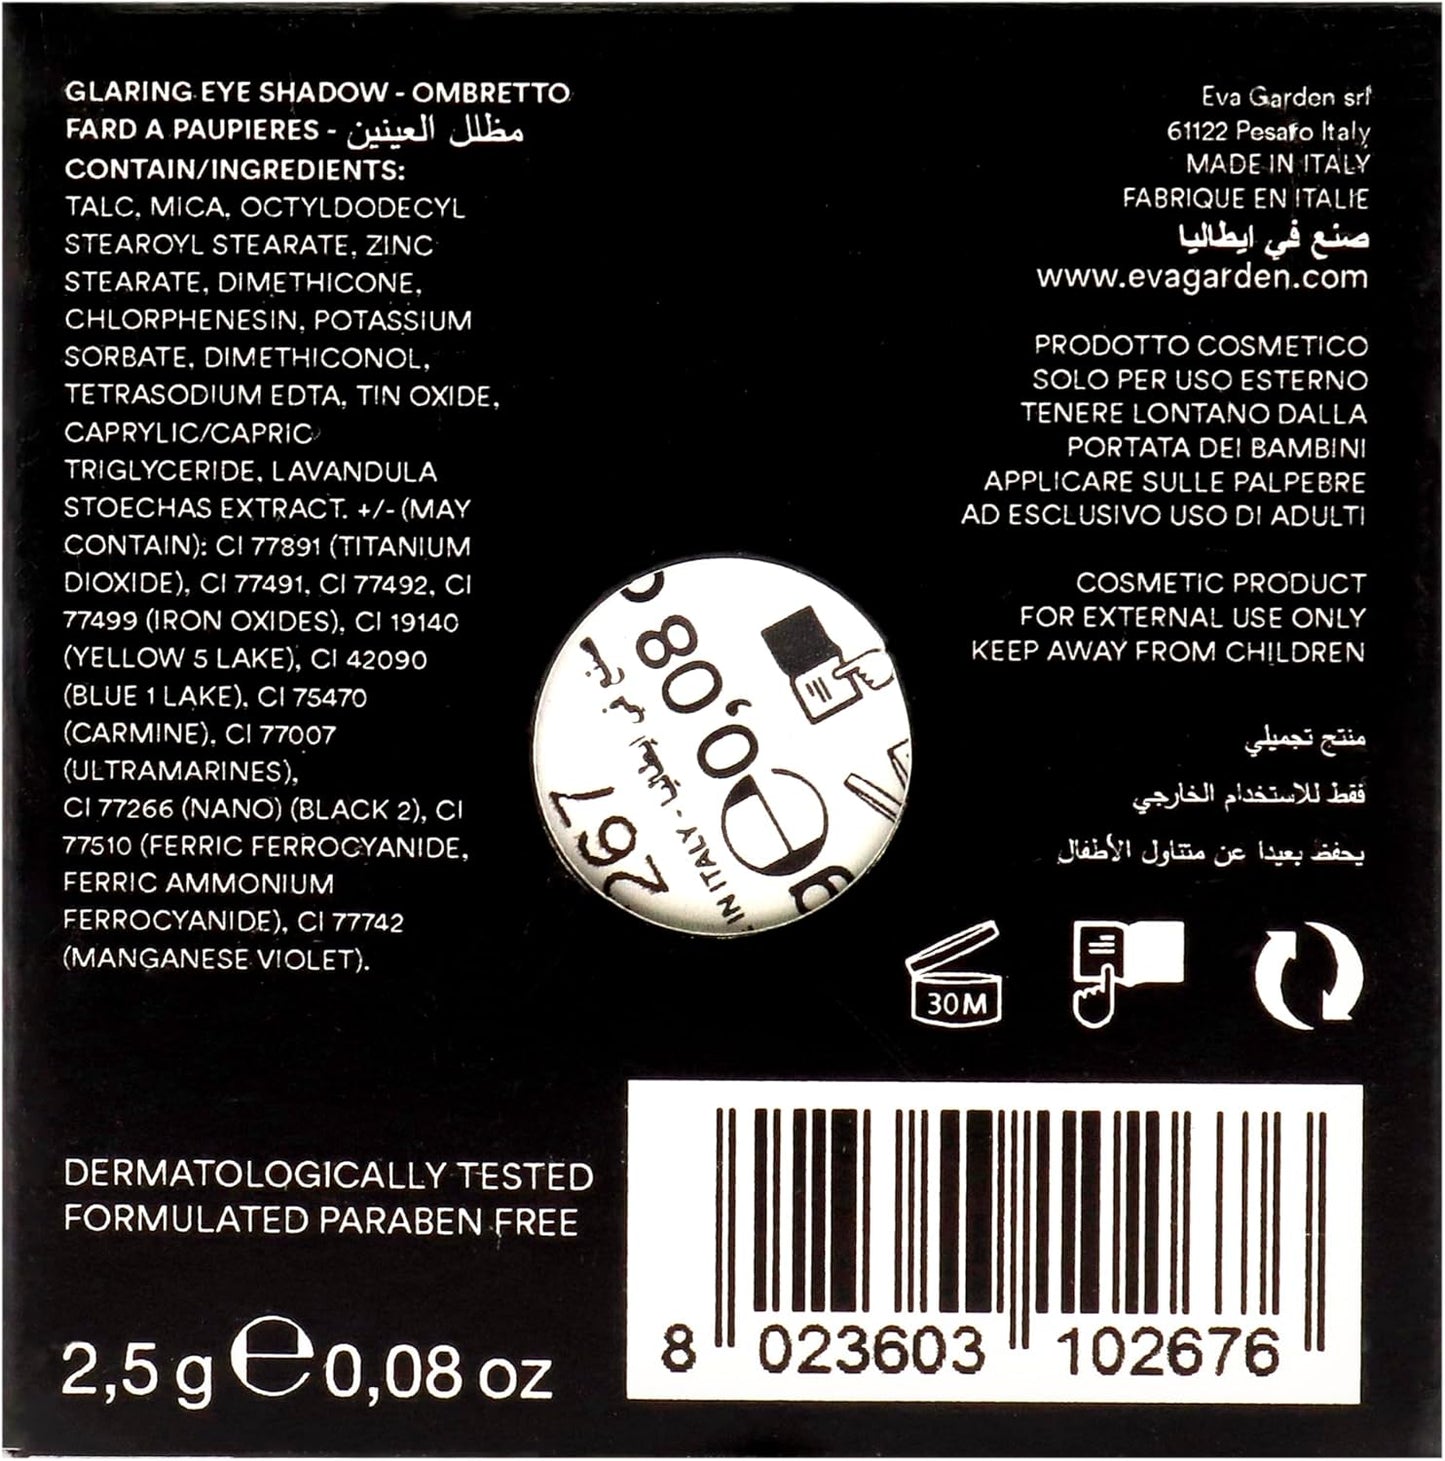 GLARING EYE SHADOW - OMBRETTO
FARD A PAUPIERES - مظلل العينين
CONTAIN/INGREDIENTS:
TALC, MICA, OCTYLDODECYL
STEAROYL STEARATE, ZINC
STEARATE, DIMETHICONE,
CHLORPHENESIN, POTASSIUM
SORBATE, DIMETHICONOL,
TETRASODIUM EDTA, TIN OXIDE,
CAPRYLIC/CAPRIC
TRIGLYCERIDE, LAVANDULA
STOECHAS EXTRACT. +/- (MAY
CONTAIN): CI 77891 (TITANIUM
DIOXIDE), CI 77491, CI 77492, CI
77499 (IRON OXIDES), CI 19140
(YELLOW 5 LAKE), CI 42090
(BLUE 1 LAKE), CI 75470
(CARMINE), CI 77007
(ULTRAMARINES),
CI 77266 (NANO) (BLACK 2), CI
77510 (FERRIC FERROCYANIDE,
FERRIC AMMONIUM
FERROCYANIDE), CI 77742
(MANGANESE VIOLET).
DERMATOLOGICALLY TESTED
FORMULATED PARABEN FREE
2,5 g e 0,08 oz
Eva Garden srl
61122 Pesaro Italy
MADE IN ITALY
FABRIQUE EN ITALIE
صنع في إيطاليا
www.evagarden.com
PRODOTTO COSMETICO
SOLO PER USO ESTERNO
TENERE LONTANO DALLA
PORTATA DEI BAMBINI
APPLICARE SULLE PALPEBRE
AD ESCLUSIVO USO DI ADULTI
COSMETIC PRODUCT
FOR EXTERNAL USE ONLY
KEEP AWAY FROM CHILDREN
منتج تجميلي
فقط للاستخدام الخارجي
يحفظ بعيدا عن متناول الأطفال
30M
e 0,08
IN ITALY -
267
8 023603 102676